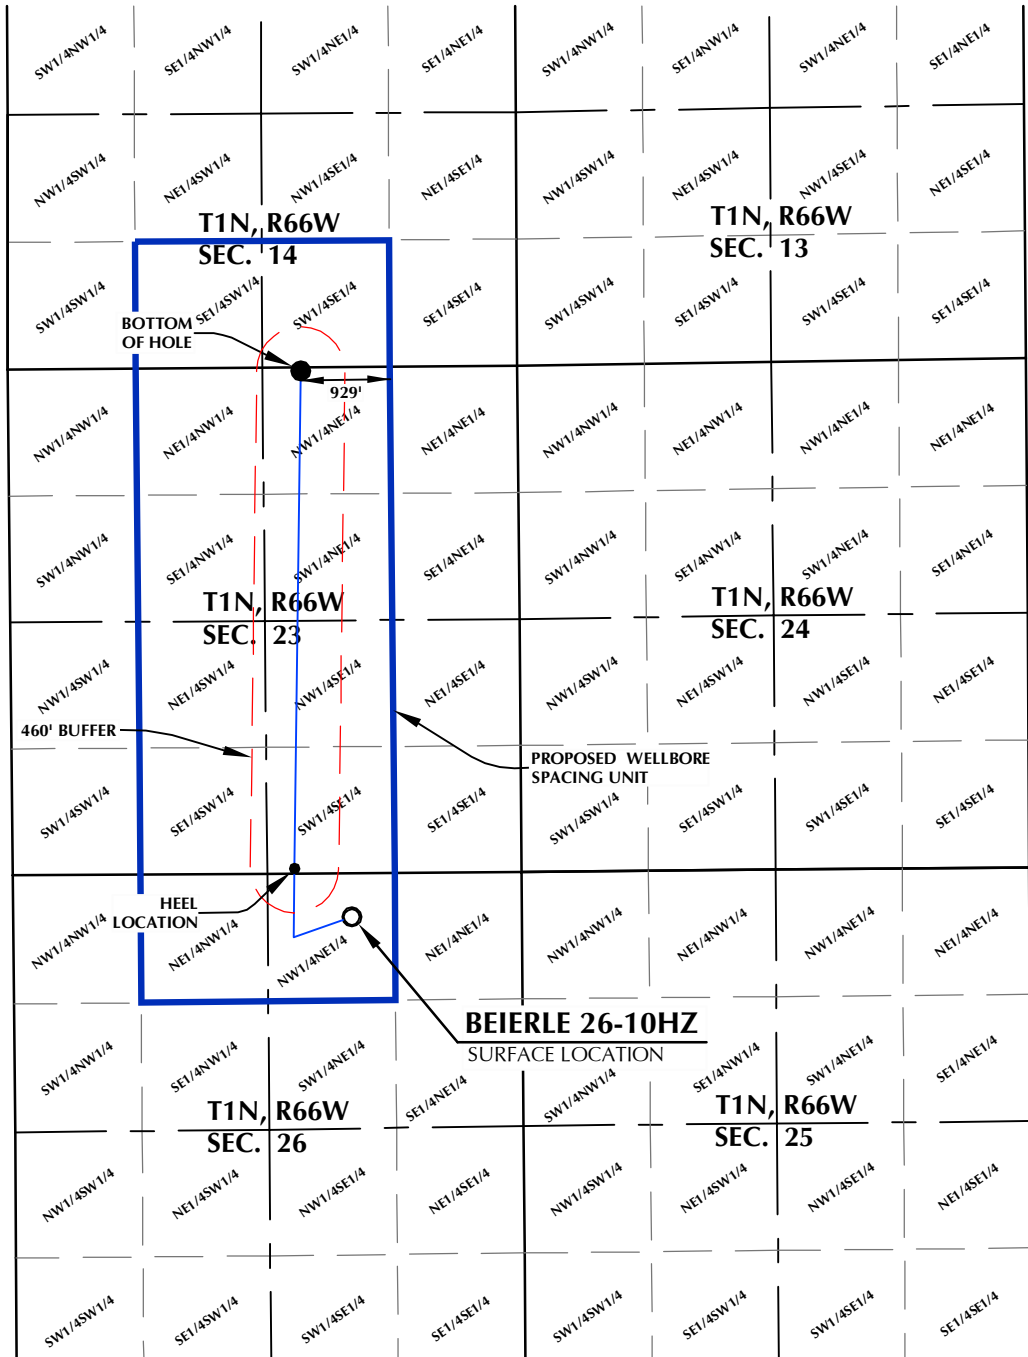 SW1/4NW1/4
SE1/4NW1/4
SW1/4NE1/4
SE1/4NE1/4
SW1/4NW1/4
SE1/4NW1/4
SW1/4NE1/4
SE1/4NE1/4
NW1/4SW1/4
NE1/4SW1/4
NW1/4SE1/4
NE1/4SE1/4
NW1/4SW1/4
NE1/4SW1/4
NW1/4SE1/4
NE1/4SE1/4
T1N, R66W
SEC. 14
T1N, R66W
SEC. 13
SW1/4SW1/4
SE1/4SW1/4
SW1/4SE1/4
SE1/4SE1/4
SW1/4SW1/4
SE1/4SW1/4
SW1/4SE1/4
SE1/4SE1/4
BOTTOM
OF HOLE
929'
NW1/4NW1/4
NE1/4NW1/4
NW1/4NE1/4
NE1/4NE1/4
NW1/4NW1/4
NE1/4NW1/4
NW1/4NE1/4
NE1/4NE1/4
SW1/4NW1/4
SE1/4NW1/4
SW1/4NE1/4
SE1/4NE1/4
SW1/4NW1/4
SE1/4NW1/4
SW1/4NE1/4
SE1/4NE1/4
T1N, R66W
SEC. 23
T1N, R66W
SEC. 24
NW1/4SW1/4
NE1/4SW1/4
NW1/4SE1/4
NE1/4SE1/4
NW1/4SW1/4
NE1/4SW1/4
NW1/4SE1/4
NE1/4SE1/4
460' BUFFER
PROPOSED WELLBORE
SPACING UNIT
SW1/4SW1/4
SE1/4SW1/4
SW1/4SE1/4
SE1/4SE1/4
SW1/4SW1/4
SE1/4SW1/4
SW1/4SE1/4
SE1/4SE1/4
HEEL
LOCATION
NW1/4NW1/4
NE1/4NW1/4
NW1/4NE1/4
NE1/4NE1/4
NW1/4NW1/4
NE1/4NW1/4
NW1/4NE1/4
NE1/4NE1/4
BEIERLE 26-10HZ
SURFACE LOCATION
SW1/4NW1/4
SE1/4NW1/4
SW1/4NE1/4
SE1/4NE1/4
SW1/4NW1/4
SE1/4NW1/4
SW1/4NE1/4
SE1/4NE1/4
T1N, R66W
SEC. 26
T1N, R66W
SEC. 25
NW1/4SW1/4
NE1/4SW1/4
NW1/4SE1/4
NE1/4SE1/4
NW1/4SW1/4
NE1/4SW1/4
NW1/4SE1/4
NE1/4SE1/4
SW1/4SW1/4
SE1/4SW1/4
SW1/4SE1/4
SE1/4SE1/4
SW1/4SW1/4
SE1/4SW1/4
SW1/4SE1/4
SE1/4SE1/4